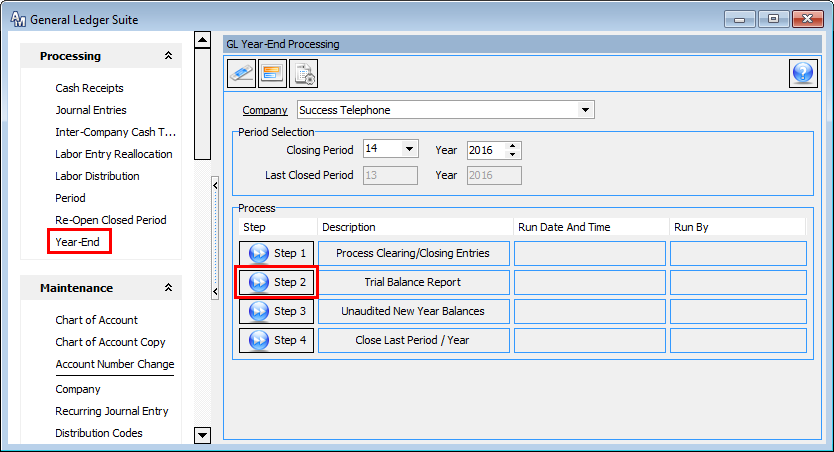 AM General Ledger Suite
Processing
Cash Receipts
Journal Entries
Inter-Company Cash T...
Labor Entry Reallocation
Labor Distribution
Period
Re-Open Closed Period
Year-End
Maintenance
Chart of Account
Chart of Account Copy
Account Number Change
Company
Recurring Journal Entry
Distribution Codes
GL Year-End Processing
?
Company Success Telephone
Period Selection
Closing Period 14 Year 2016
Last Closed Period 13 Year 2016
Process
Step Description Run Date And Time Run By
Step 1 Process Clearing/Closing Entries
Step 2 Trial Balance Report
Step 3 Unaudited New Year Balances
Step 4 Close Last Period / Year